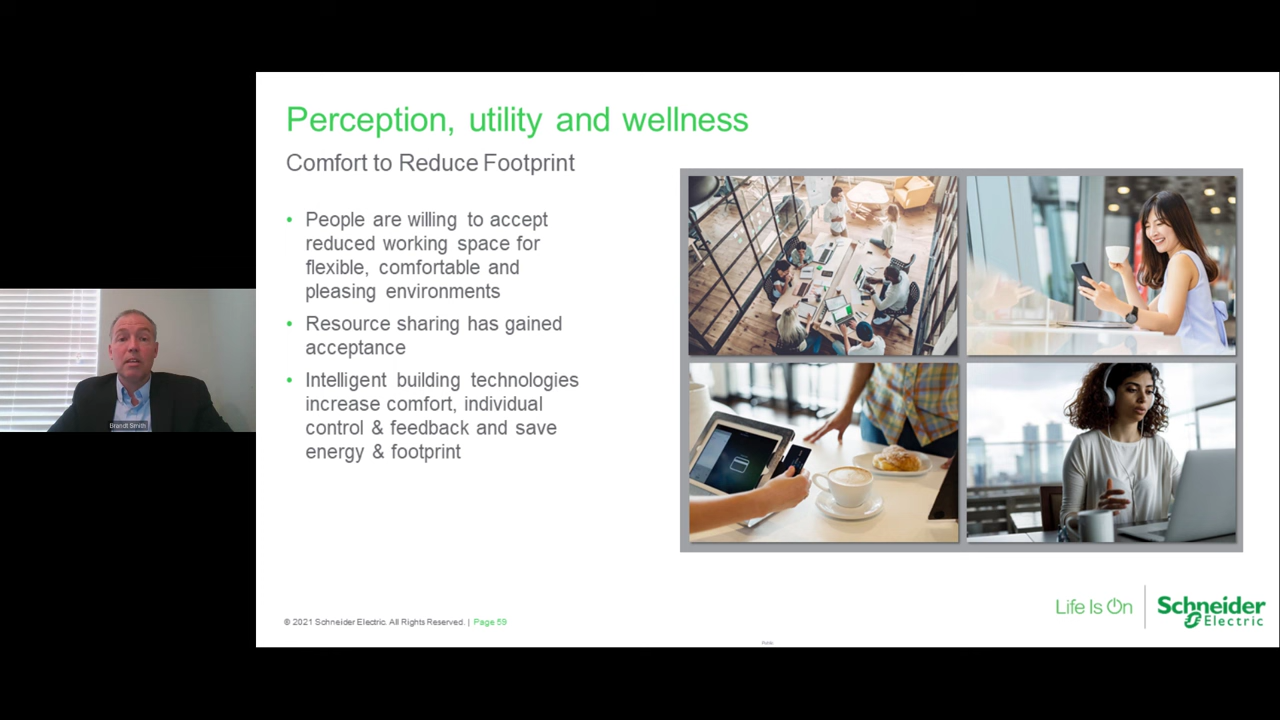 Perception, utility and wellness
Comfort to Reduce Footprint
• People are willing to accept
reduced working space for
flexible, comfortable and
pleasing environments
• Resource sharing has gained
acceptance
• Intelligent building technologies
increase comfort, individual
control & feedback and save
energy & footprint
Brandt Smith
© 2021 Schneider Electric. All Rights Reserved. | Page 59
Life Is On
Schneider
Electric